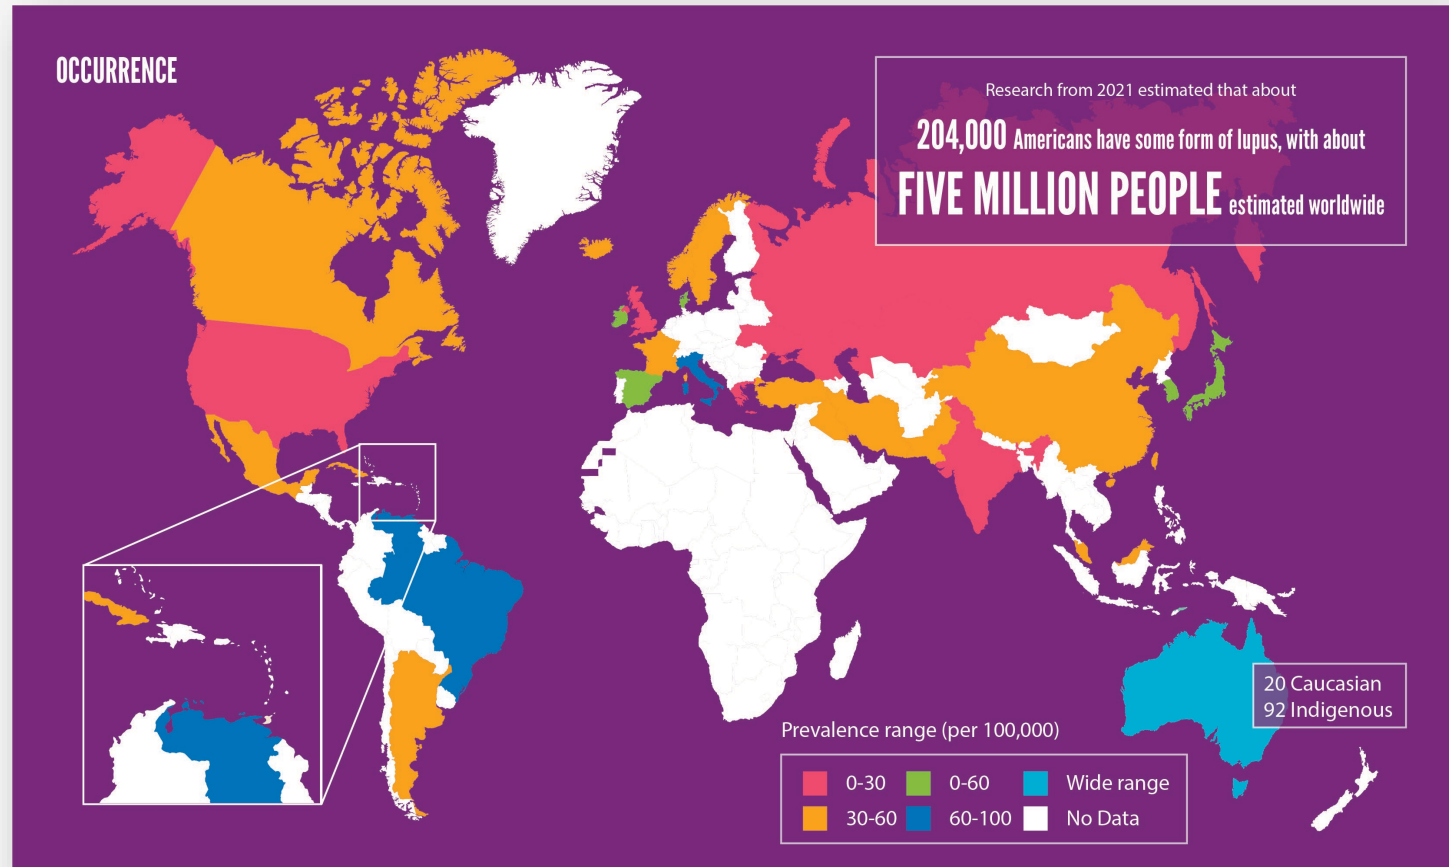 OCCURRENCE
Research from 2021 estimated that about
204,000 Americans have some form of lupus, with about
FIVE MILLION PEOPLE estimated worldwide
20 Caucasian
92 Indigenous
Prevalence range (per 100,000)
0-30 0-60 Wide range
30-60 60-100 No Data